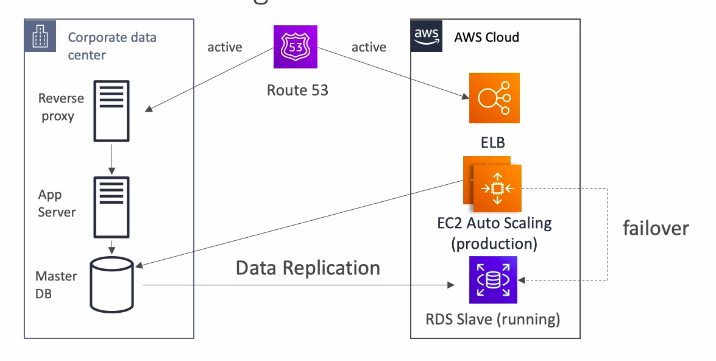 Corporate data
center
active
53
active
aws
AWS Cloud
Route 53
Reverse
proxy
ELB
App
Server
EC2 Auto Scaling
(production)
failover
Master
DB
Data Replication
RDS Slave (running)